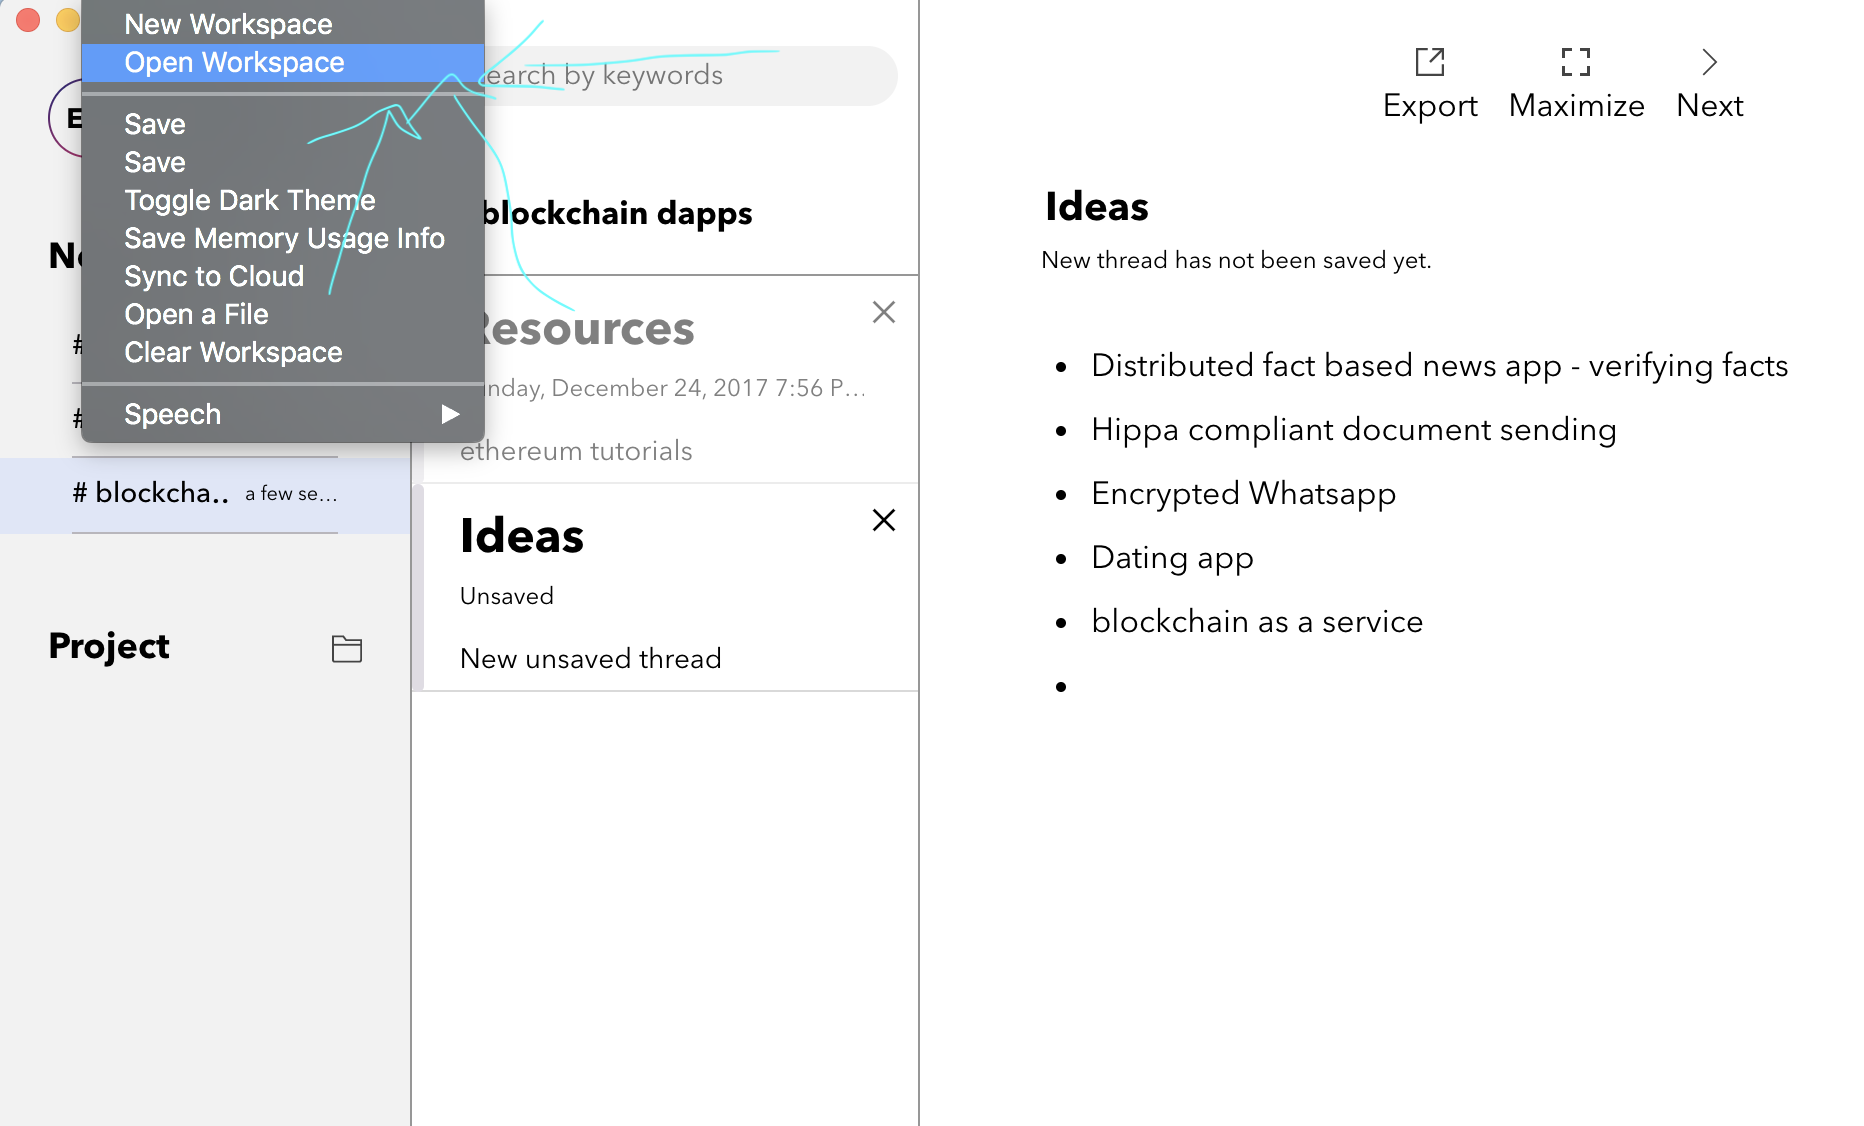 New Workspace
Open Workspace
Save
Save
Toggle Dark Theme
Save Memory Usage Info
Sync to Cloud
Open a File
Clear Workspace
Speech
E
#
#
# blockcha.. a few se...
Project
earch by keywords
blockchain dapps
Resources
nday, December 24, 2017 7:56 P...
ethereum tutorials
Ideas
Unsaved
New unsaved thread
Export Maximize Next
Ideas
New thread has not been saved yet.
• Distributed fact based news app - verifying facts
• Hippa compliant document sending
• Encrypted Whatsapp
• Dating app
• blockchain as a service
•